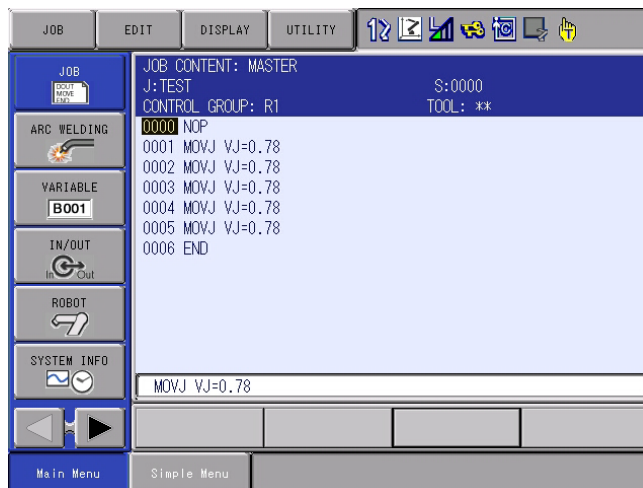 JOB EDIT DISPLAY UTILITY
JOB
DOUT
MOVE
END
ARC WELDING
VARIABLE
B001
IN/OUT
In Out
ROBOT
SYSTEM INFO
JOB CONTENT: MASTER
J:TEST S:0000
CONTROL GROUP: R1 TOOL: **
0000 NOP
0001 MOVJ VJ=0.78
0002 MOVJ VJ=0.78
0003 MOVJ VJ=0.78
0004 MOVJ VJ=0.78
0005 MOVJ VJ=0.78
0006 END
MOVJ VJ=0.78
Main Menu Simple Menu